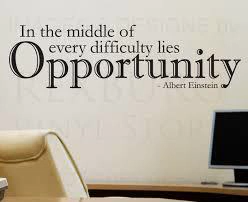 In the middle of
every difficulty lies
Opportunity
- Albert Einstein